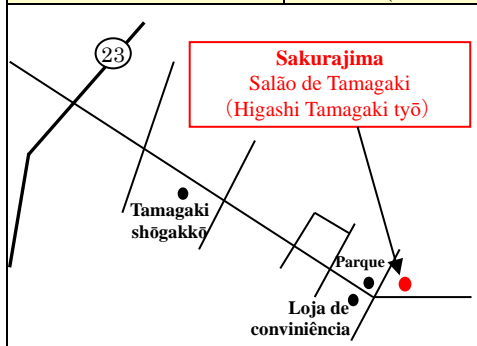 23
Sakurajima
Salão de Tamagaki
(Higashi Tamagaki tyō)
Tamagaki
shōgakkō
Parque
Loja de
conviniência